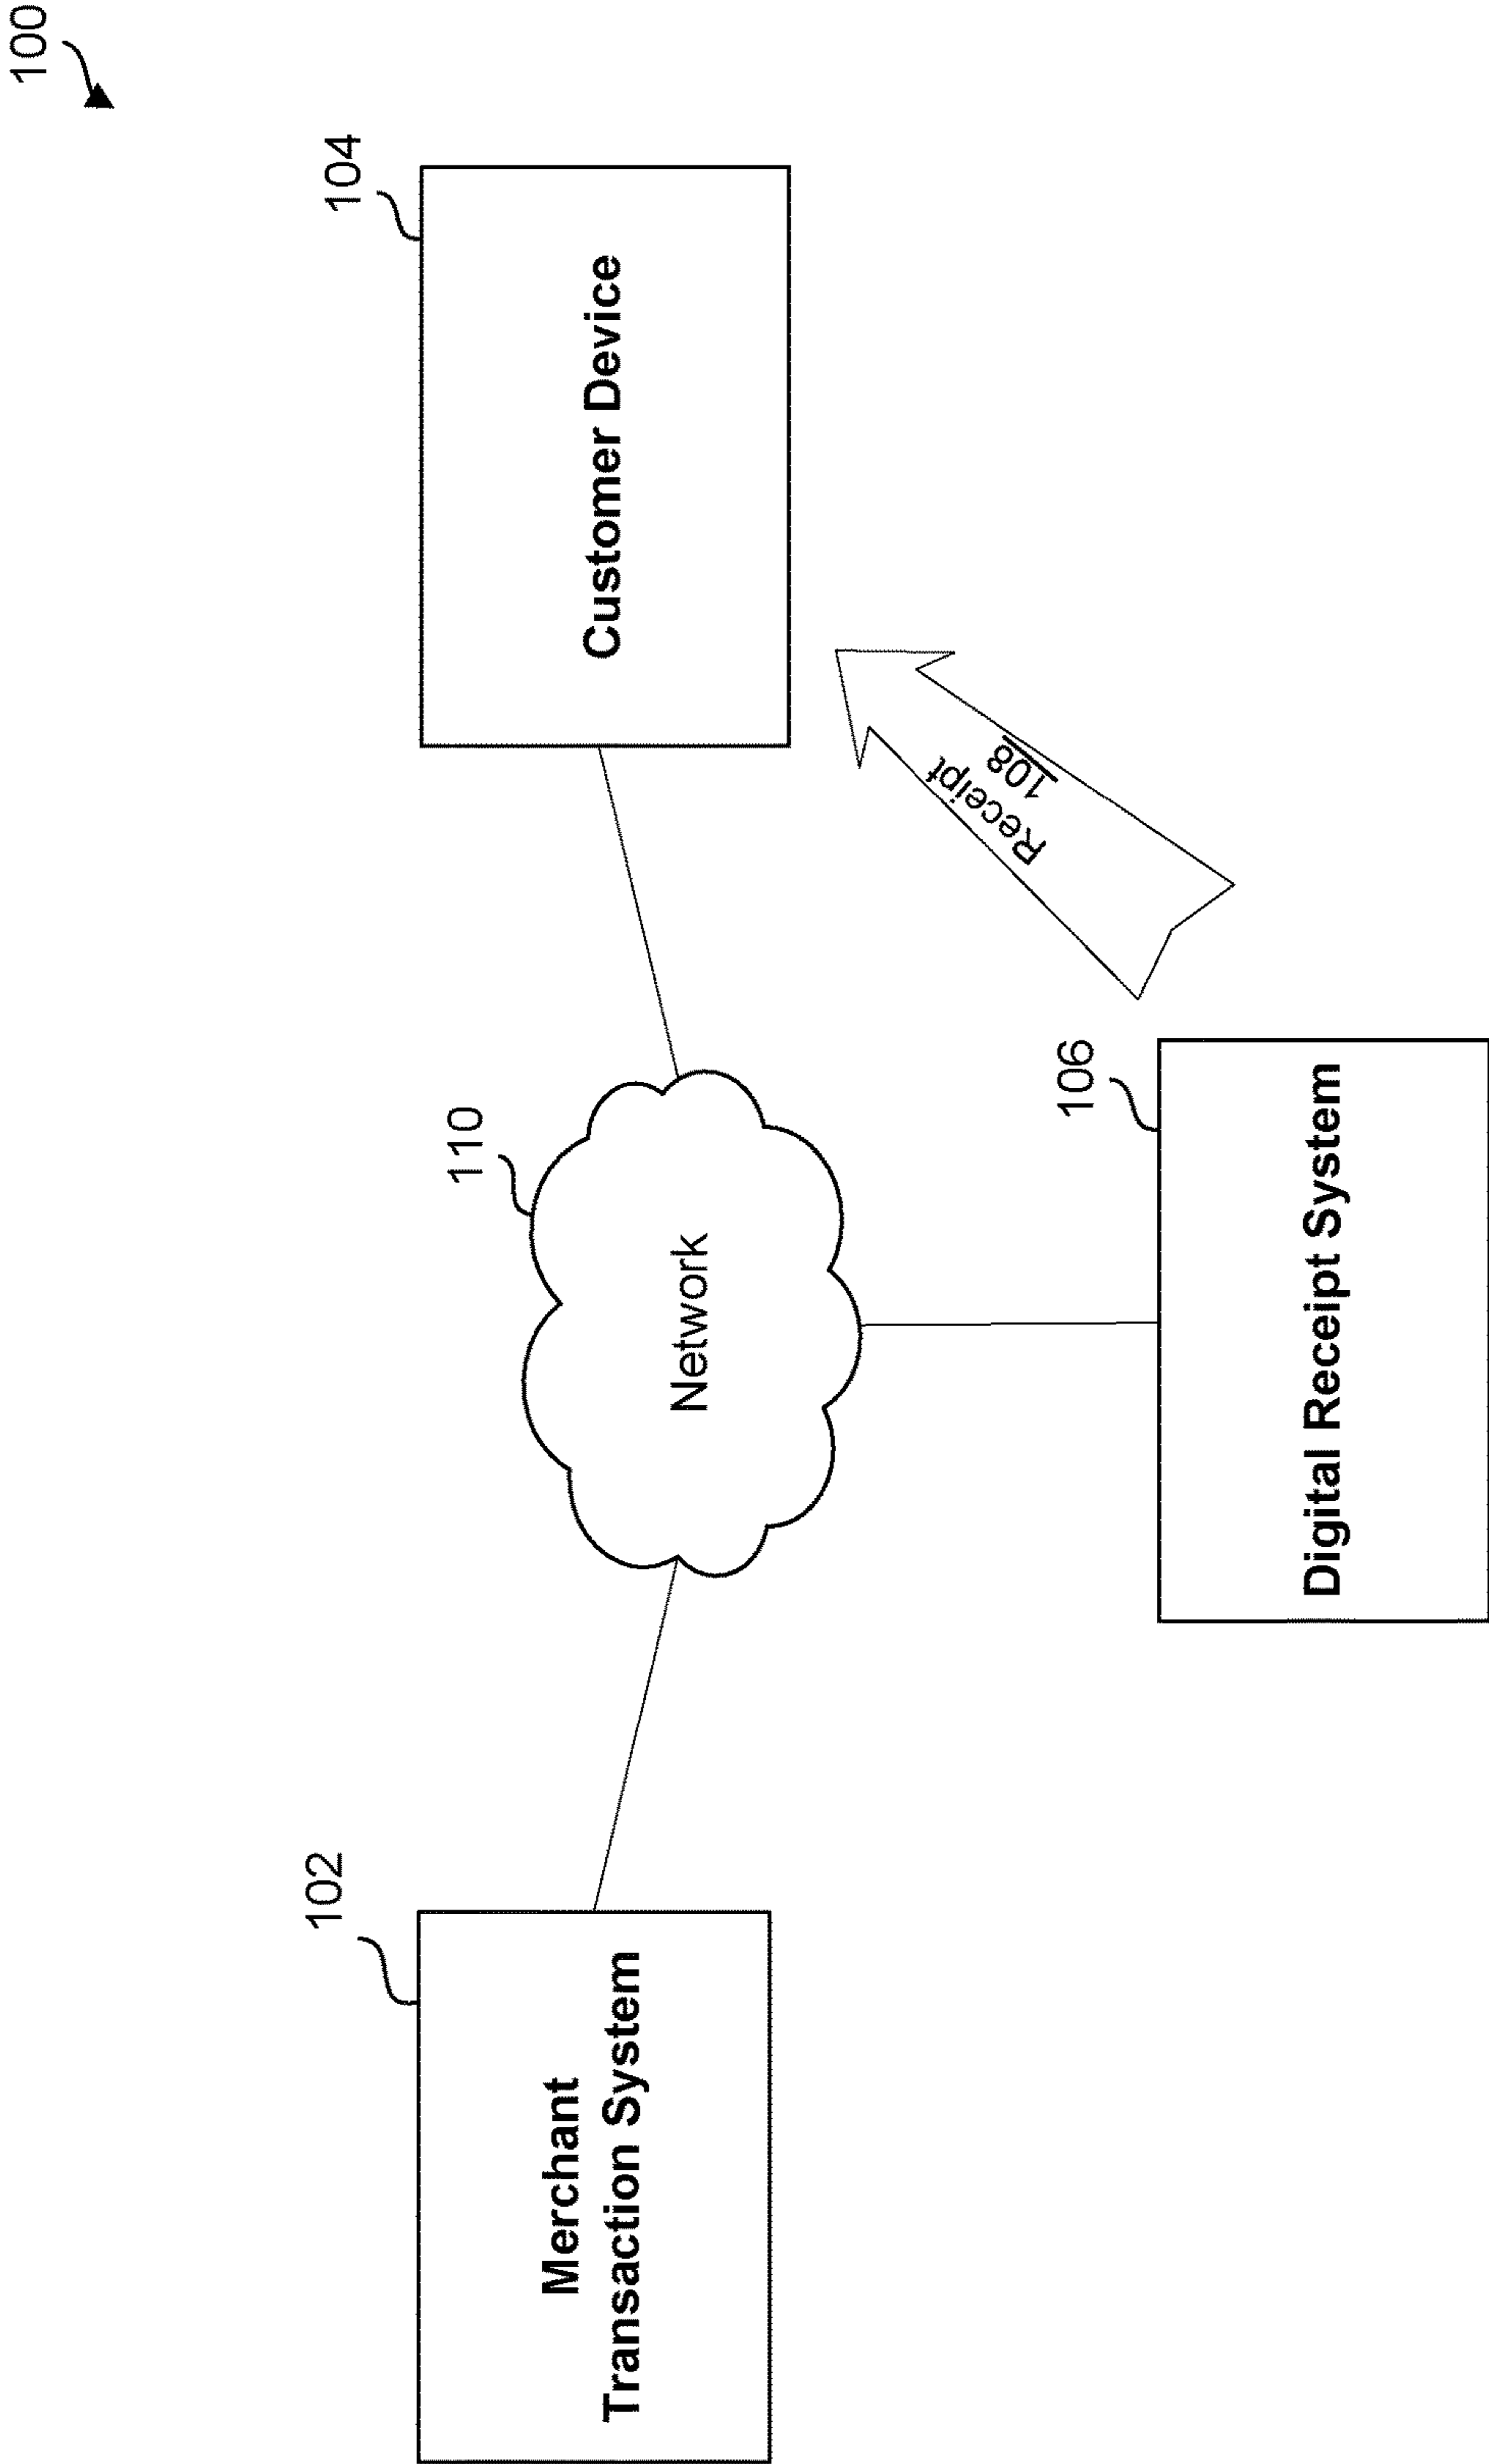 100
102
Merchant
Transaction System
110
Network
104
Customer Device
106
Digital Receipt System
Receipt
108